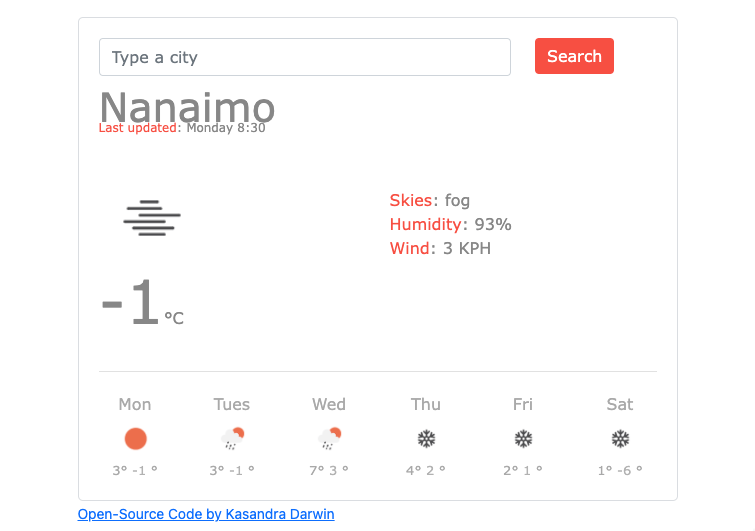 Type a city
Search
Nanaimo
Last updated: Monday 8:30
Skies: fog
Humidity: 93%
Wind: 3 KPH
-1 °C
Mon Tues Wed Thu Fri Sat
3° -1 ° 3° -1 ° 7° 3 ° 4° 2 ° 2° 1 ° 1° -6 °
Open-Source Code by Kasandra Darwin